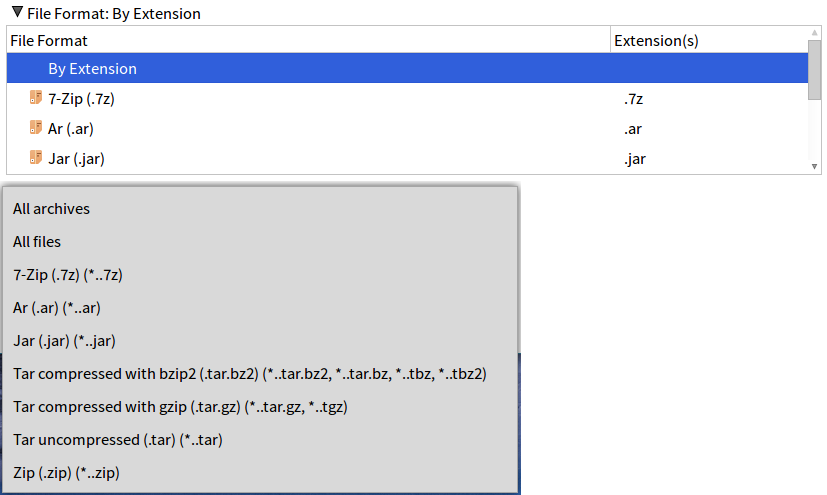 File Format: By Extension
File Format Extension(s)
By Extension
7-Zip (.7z) .7z
Ar (.ar) .ar
Jar (.jar) .jar
All archives
All files
7-Zip (.7z) (*..7z)
Ar (.ar) (*..ar)
Jar (.jar) (*..jar)
Tar compressed with bzip2 (.tar.bz2) (*..tar.bz2, *..tar.bz, *..tbz, *..tbz2)
Tar compressed with gzip (.tar.gz) (*..tar.gz, *..tgz)
Tar uncompressed (.tar) (*..tar)
Zip (.zip) (*..zip)